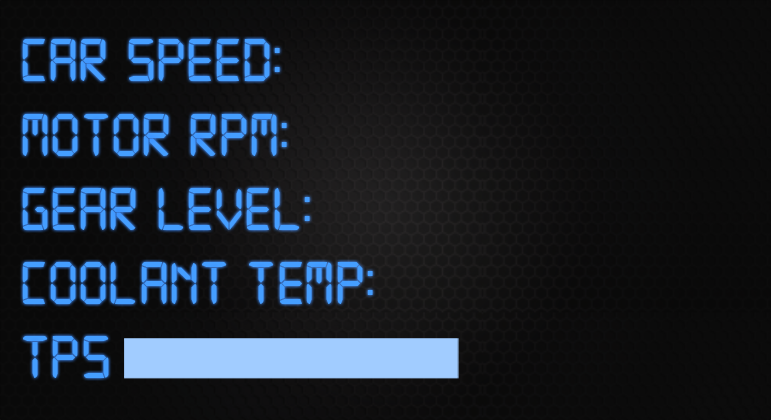 CAR SPEED:
MOTOR RPM:
GEAR LEVEL:
COOLANT TEMP:
TPS